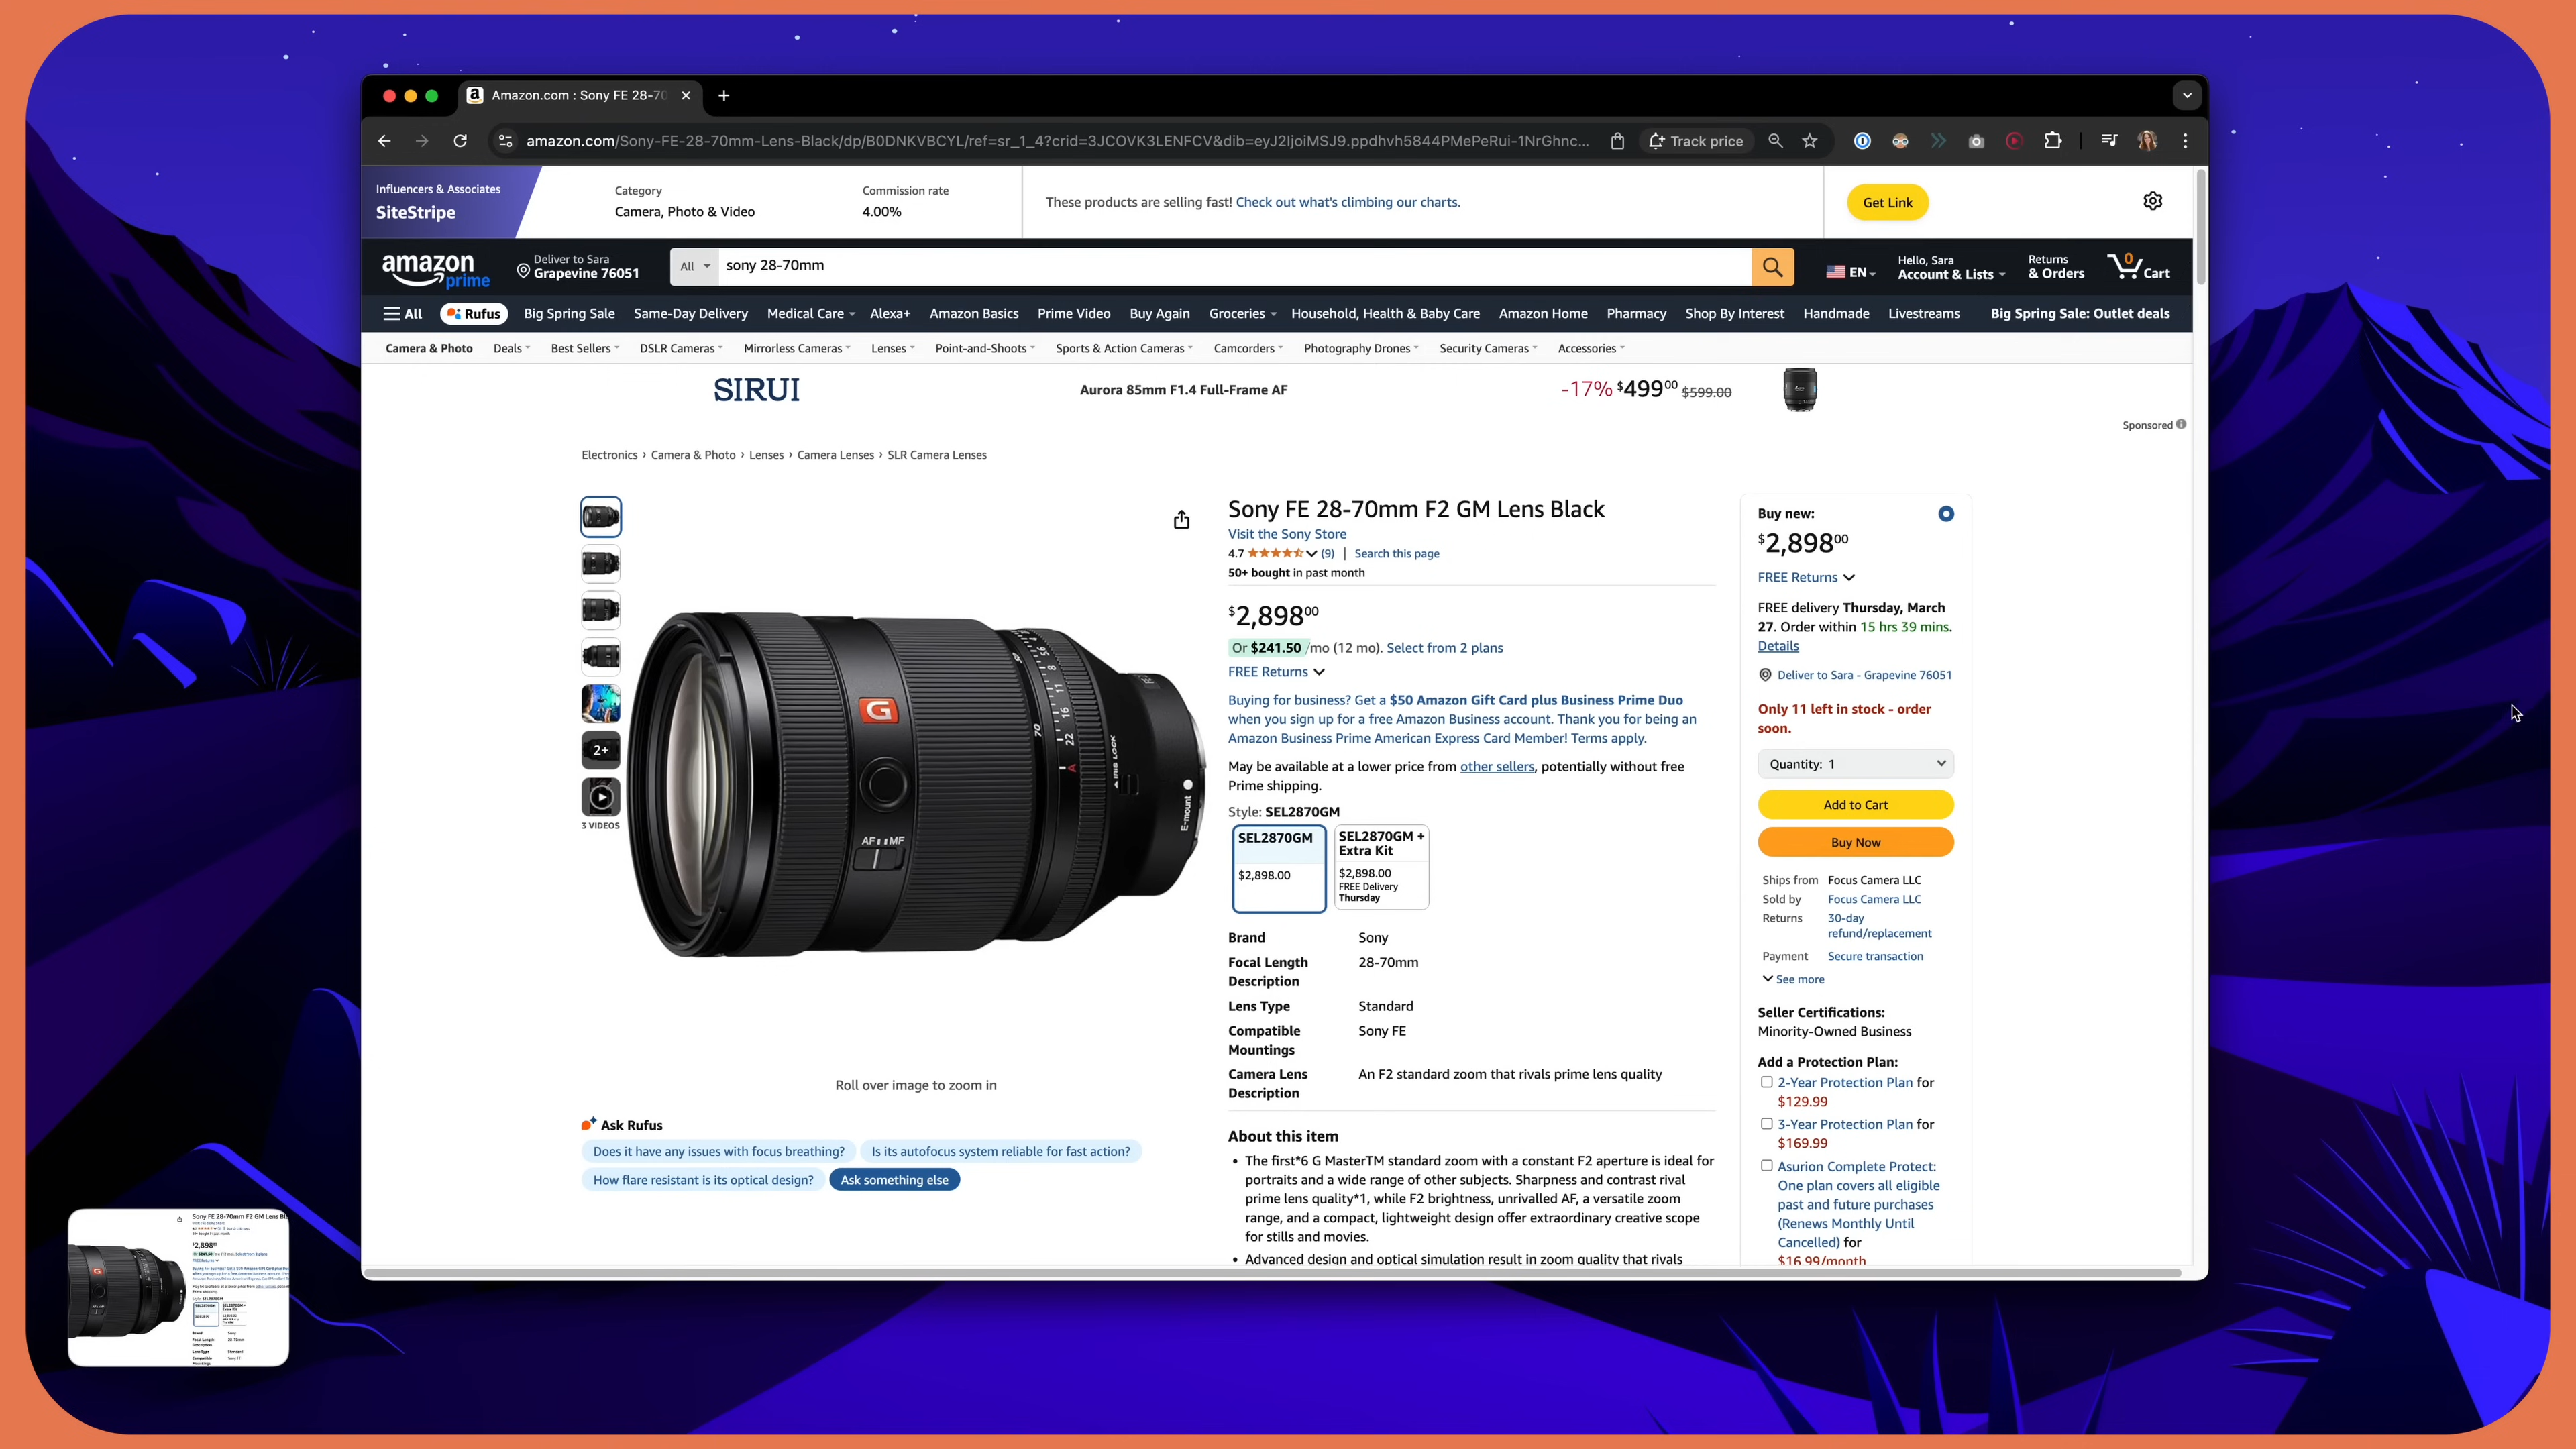 Amazon.com : Sony FE 28-70
amazon.com/Sony-FE-28-70mm-Lens-Black/dp/B0DNKVBCYL/ref=sr_1_4?crid=3JCOVK3LENFCV&dib=eyJ2IjoiMSJ9.ppdhvh5844PMePeRui-1NrGhnc...
Track price
Influencers & Associates
SiteStripe
Category
Camera, Photo & Video
Commission rate
4.00%
These products are selling fast! Check out what's climbing our charts.
Get Link
amazon
prime
Deliver to Sara
Grapevine 76051
All
sony 28-70mm
EN
Hello, Sara
Account & Lists
Returns
& Orders
0
Cart
All
Rufus
Big Spring Sale
Same-Day Delivery
Medical Care
Alexa+
Amazon Basics
Prime Video
Buy Again
Groceries
Household, Health & Baby Care
Amazon Home
Pharmacy
Shop By Interest
Handmade
Livestreams
Big Spring Sale: Outlet deals
Camera & Photo
Deals
Best Sellers
DSLR Cameras
Mirrorless Cameras
Lenses
Point-and-Shoots
Sports & Action Cameras
Camcorders
Photography Drones
Security Cameras
Accessories
SIRUI
Aurora 85mm F1.4 Full-Frame AF
-17% $499 00 $599.00
Sponsored
Electronics › Camera & Photo › Lenses › Camera Lenses › SLR Camera Lenses
2+
3 VIDEOS
G
AF MF
70
8
11
16
22
A
IRIS LOCK
E-mount
Roll over image to zoom in
Ask Rufus
Does it have any issues with focus breathing?
Is its autofocus system reliable for fast action?
How flare resistant is its optical design?
Ask something else
Sony FE 28-70mm F2 GM Lens Black
Visit the Sony Store
4.7 (9) | Search this page
50+ bought in past month
$2,898 00
Or $241.50 /mo (12 mo). Select from 2 plans
FREE Returns
Buying for business? Get a $50 Amazon Gift Card plus Business Prime Duo
when you sign up for a free Amazon Business account. Thank you for being an
Amazon Business Prime American Express Card Member! Terms apply.
May be available at a lower price from other sellers, potentially without free
Prime shipping.
Style: SEL2870GM
SEL2870GM
$2,898.00
SEL2870GM +
Extra Kit
$2,898.00
FREE Delivery
Thursday
Brand
Sony
Focal Length
Description
28-70mm
Lens Type
Standard
Compatible
Mountings
Sony FE
Camera Lens
Description
An F2 standard zoom that rivals prime lens quality
About this item
• The first*6 G MasterTM standard zoom with a constant F2 aperture is ideal for
portraits and a wide range of other subjects. Sharpness and contrast rival
prime lens quality*1, while F2 brightness, unrivalled AF, a versatile zoom
range, and a compact, lightweight design offer extraordinary creative scope
for stills and movies.
• Advanced design and optical simulation result in zoom quality that rivals
Buy new:
$2,898 00
FREE Returns
FREE delivery Thursday, March
27. Order within 15 hrs 39 mins.
Details
Deliver to Sara - Grapevine 76051
Only 11 left in stock - order
soon.
Quantity: 1
Add to Cart
Buy Now
Ships from
Focus Camera LLC
Sold by
Focus Camera LLC
Returns
30-day
refund/replacement
Payment
Secure transaction
See more
Seller Certifications:
Minority-Owned Business
Add a Protection Plan:
2-Year Protection Plan for
$129.99
3-Year Protection Plan for
$169.99
Asurion Complete Protect:
One plan covers all eligible
past and future purchases
(Renews Monthly Until
Cancelled) for
$16.99/month
Sony FE 28-70mm F2 GM Lens
$2,898